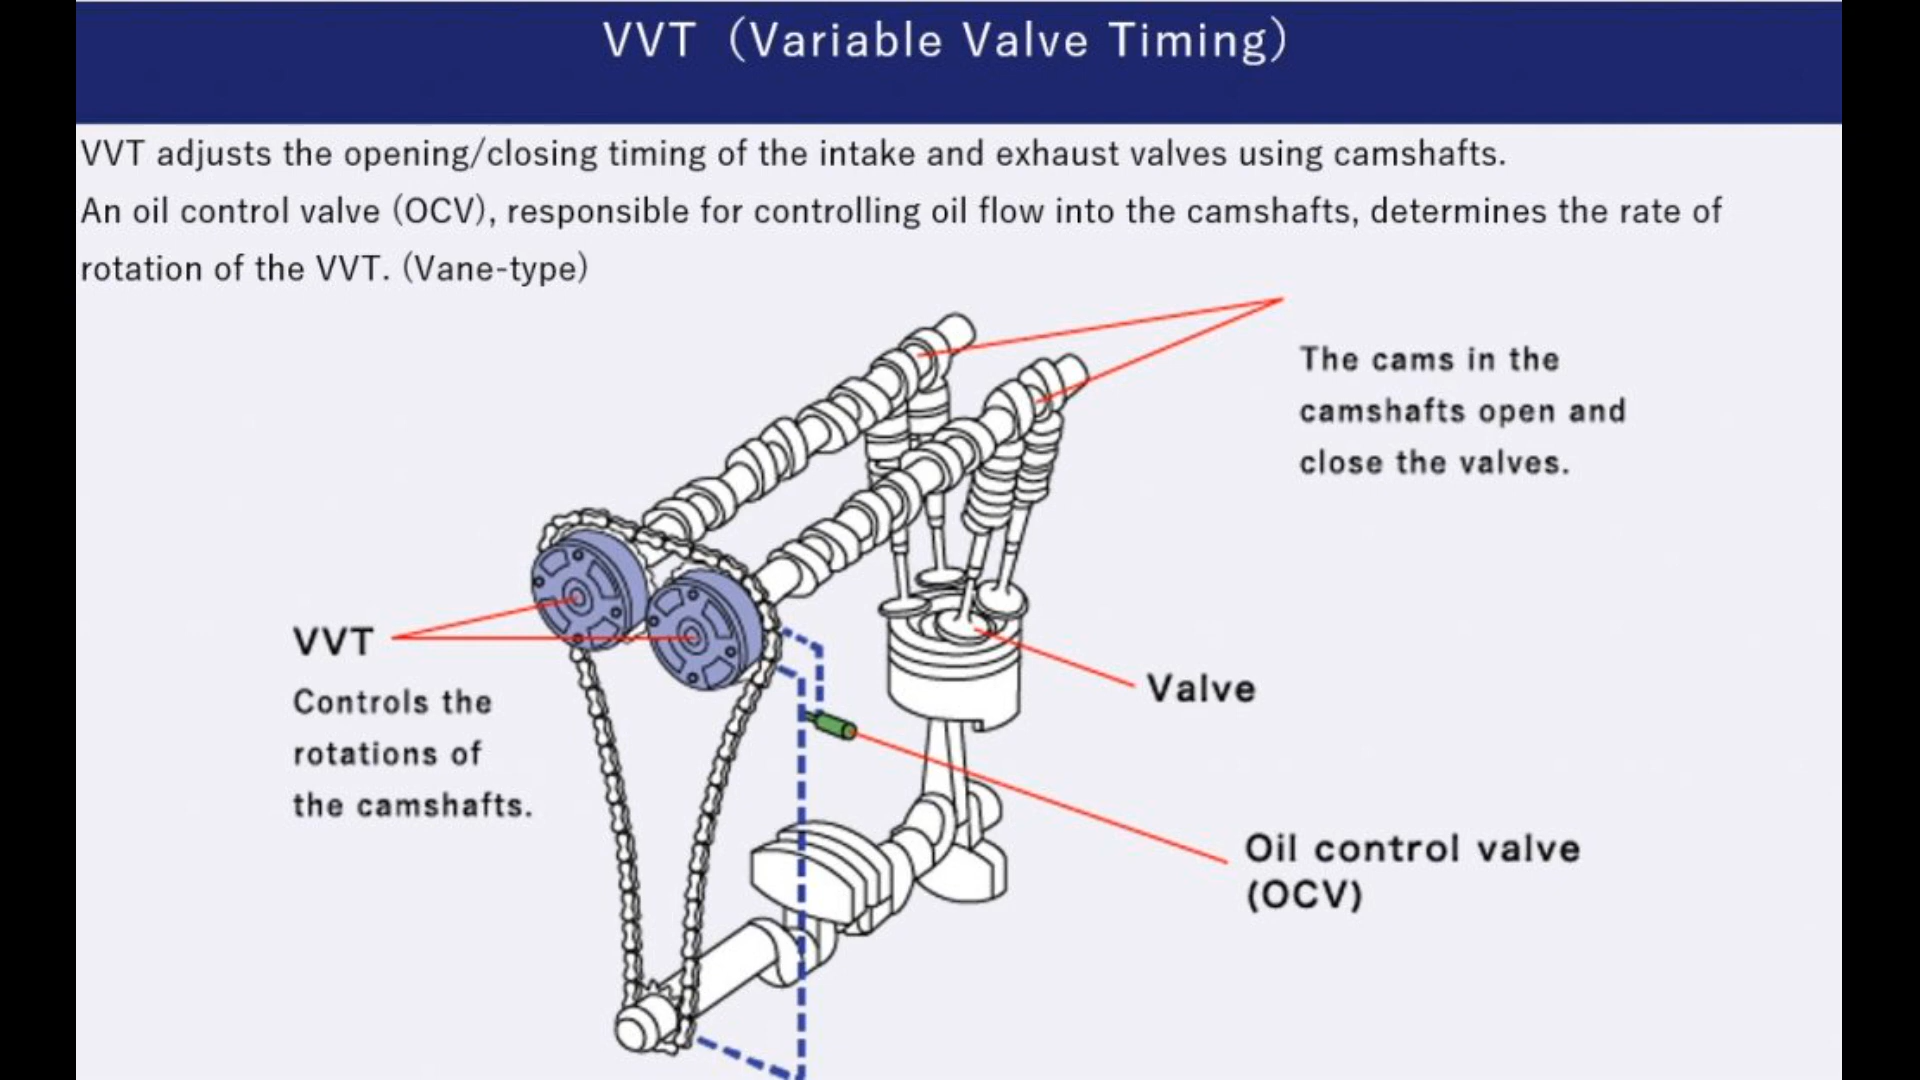 VVT (Variable Valve Timing)
VVT adjusts the opening/closing timing of the intake and exhaust valves using camshafts.
An oil control valve (OCV), responsible for controlling oil flow into the camshafts, determines the rate of
rotation of the VVT. (Vane-type)
The cams in the
camshafts open and
close the valves.
VVT
Controls the
rotations of
the camshafts.
Valve
Oil control valve
(OCV)